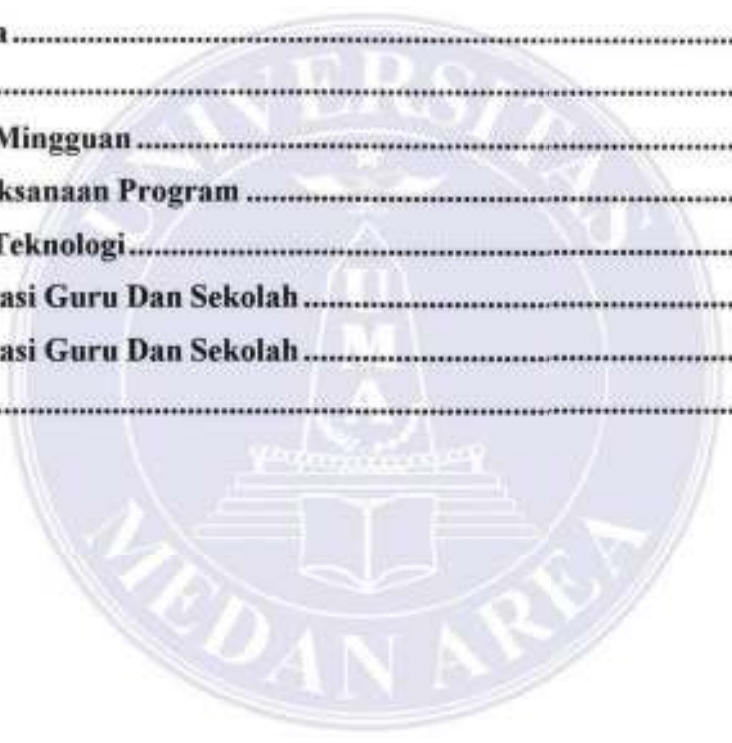 a ........................................................................
........................................................................
Mingguan ........................................................................
ksanaan Program ........................................................................
Teknologi ........................................................................
asi Guru Dan Sekolah ........................................................................
asi Guru Dan Sekolah ........................................................................
........................................................................
UNIVERSITAS
UMA
MEDAN AREA